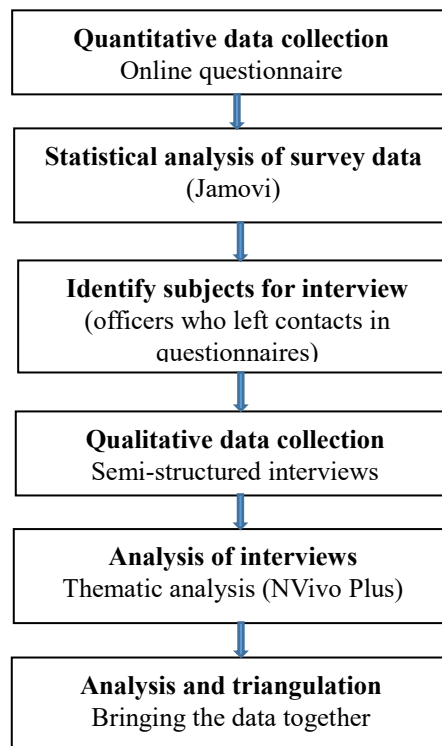 Quantitative data collection
Online questionnaire
Statistical analysis of survey data
(Jamovi)
Identify subjects for interview
(officers who left contacts in
questionnaires)
Qualitative data collection
Semi-structured interviews
Analysis of interviews
Thematic analysis (NVivo Plus)
Analysis and triangulation
Bringing the data together